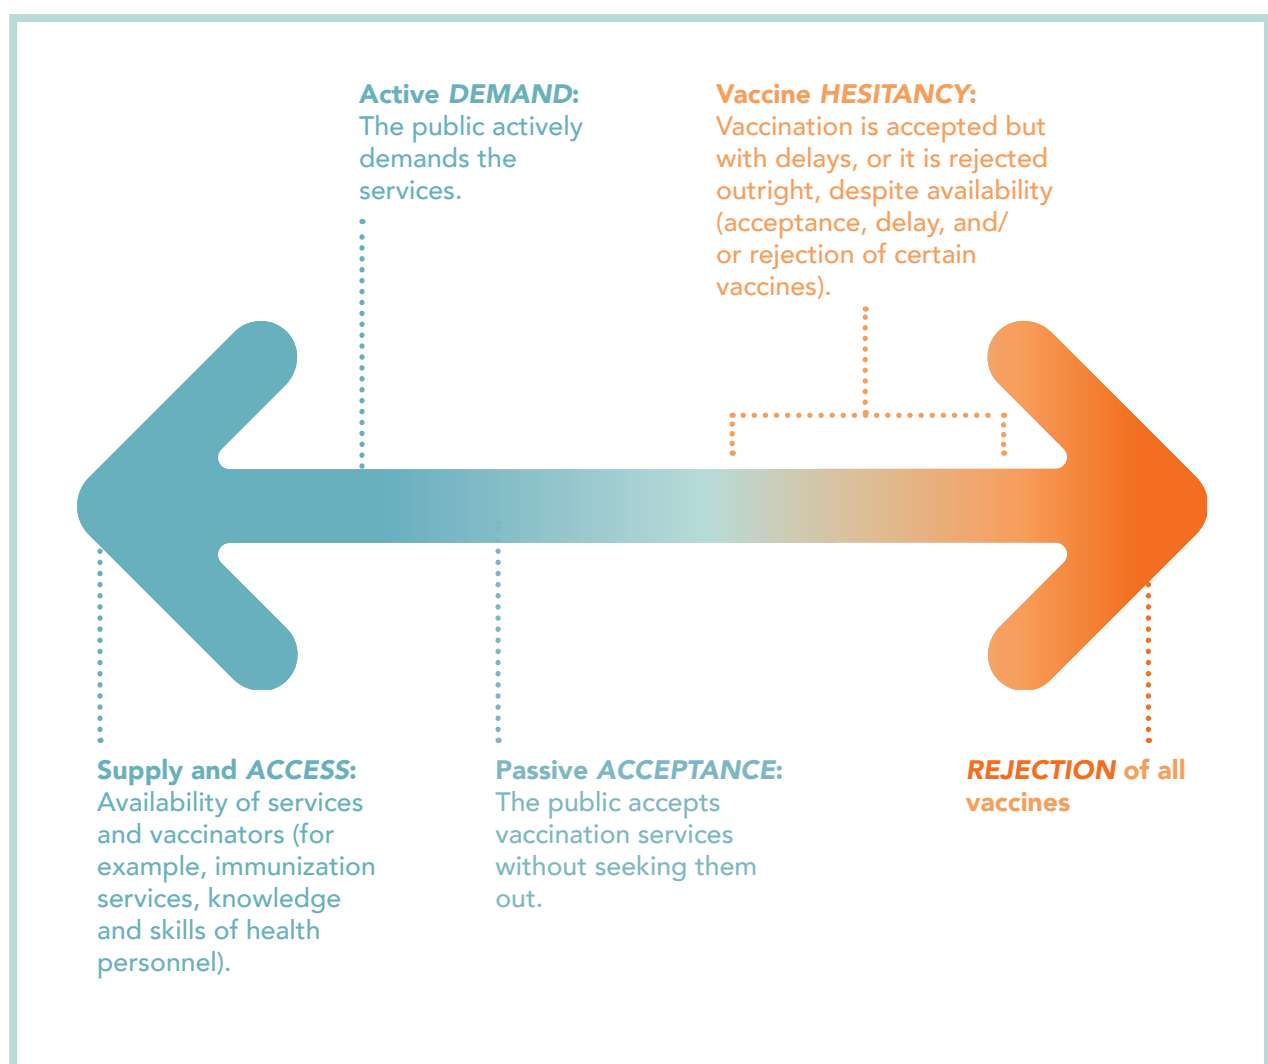 Active DEMAND:
The public actively
demands the
services.
Vaccine HESITANCY:
Vaccination is accepted but
with delays, or it is rejected
outright, despite availability
(acceptance, delay, and/
or rejection of certain
vaccines).
Supply and ACCESS:
Availability of services
and vaccinators (for
example, immunization
services, knowledge
and skills of health
personnel).
Passive ACCEPTANCE:
The public accepts
vaccination services
without seeking them
out.
REJECTION of all
vaccines